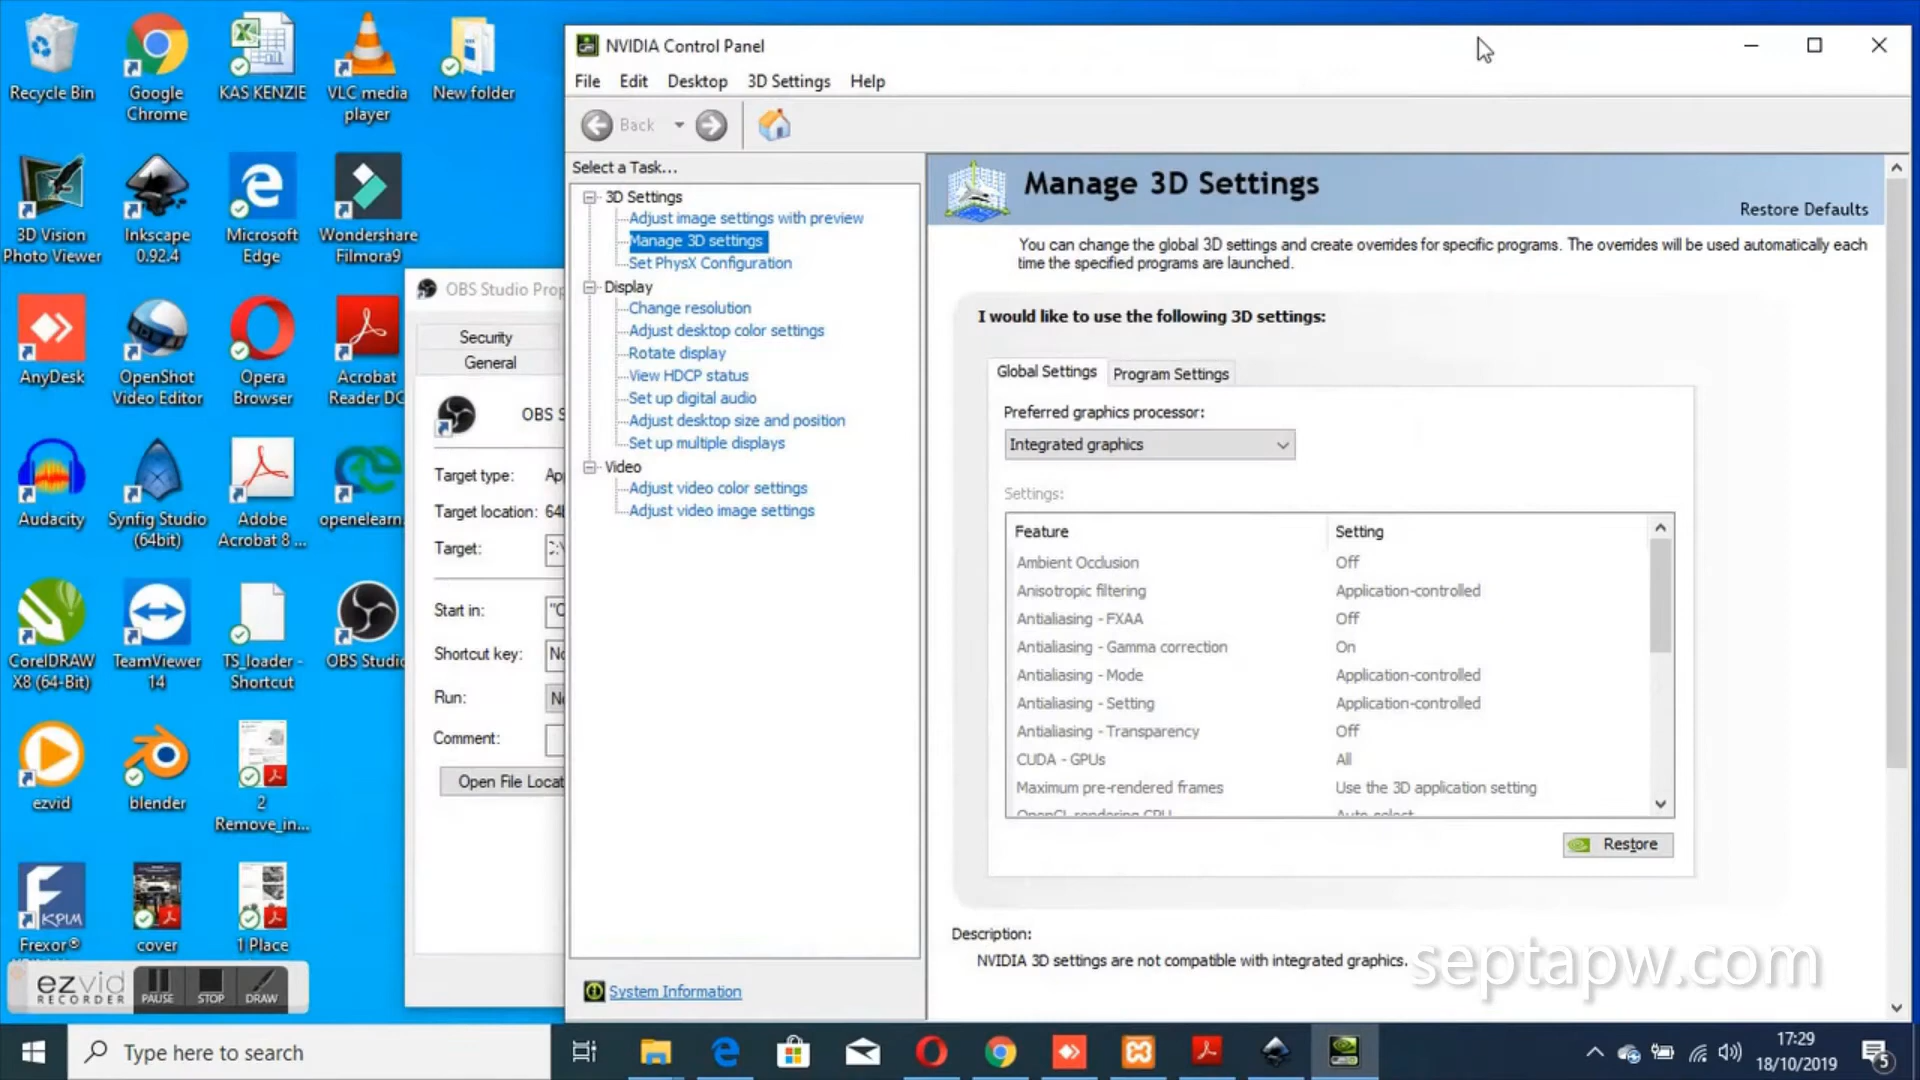 Recycle Bin
Google Chrome
KAS KENZIE
VLC media player
New folder
3D Vision Photo Viewer
Inkscape 0.92.4
Microsoft Edge
Wondershare Filmora9
AnyDesk
OpenShot Video Editor
Opera Browser
Acrobat Reader DC
Audacity
Synfig Studio (64bit)
Adobe Acrobat 8 ...
openelearn
CorelDRAW X8 (64-Bit)
TeamViewer 14
TS_loader - Shortcut
OBS Studio
ezvid
blender
2 Remove_in...
KPIM
Frexor®
cover
1 Place
ezvid
RECORDER
PAUSE
STOP
DRAW
OBS Studio Prop
Security
General
OBS S
Target type: Ap
Target location: 64
Target:
Start in: "C
Shortcut key: No
Run: N
Comment:
Open File Locat
NVIDIA Control Panel
File Edit Desktop 3D Settings Help
Back
Select a Task...
3D Settings
Adjust image settings with preview
Manage 3D settings
Set PhysX Configuration
Display
Change resolution
Adjust desktop color settings
Rotate display
View HDCP status
Set up digital audio
Adjust desktop size and position
Set up multiple displays
Video
Adjust video color settings
Adjust video image settings
System Information
Manage 3D Settings
Restore Defaults
You can change the global 3D settings and create overrides for specific programs. The overrides will be used automatically each
time the specified programs are launched.
I would like to use the following 3D settings:
Global Settings
Program Settings
Preferred graphics processor:
Integrated graphics
Settings:
Feature Setting
Ambient Occlusion Off
Anisotropic filtering Application-controlled
Antialiasing - FXAA Off
Antialiasing - Gamma correction On
Antialiasing - Mode Application-controlled
Antialiasing - Setting Application-controlled
Antialiasing - Transparency Off
CUDA - GPUs All
Maximum pre-rendered frames Use the 3D application setting
OpenGL rendering GPU Auto-select
Restore
Description:
NVIDIA 3D settings are not compatible with integrated graphics.
septapw.com
Type here to search
17:29
18/10/2019
5